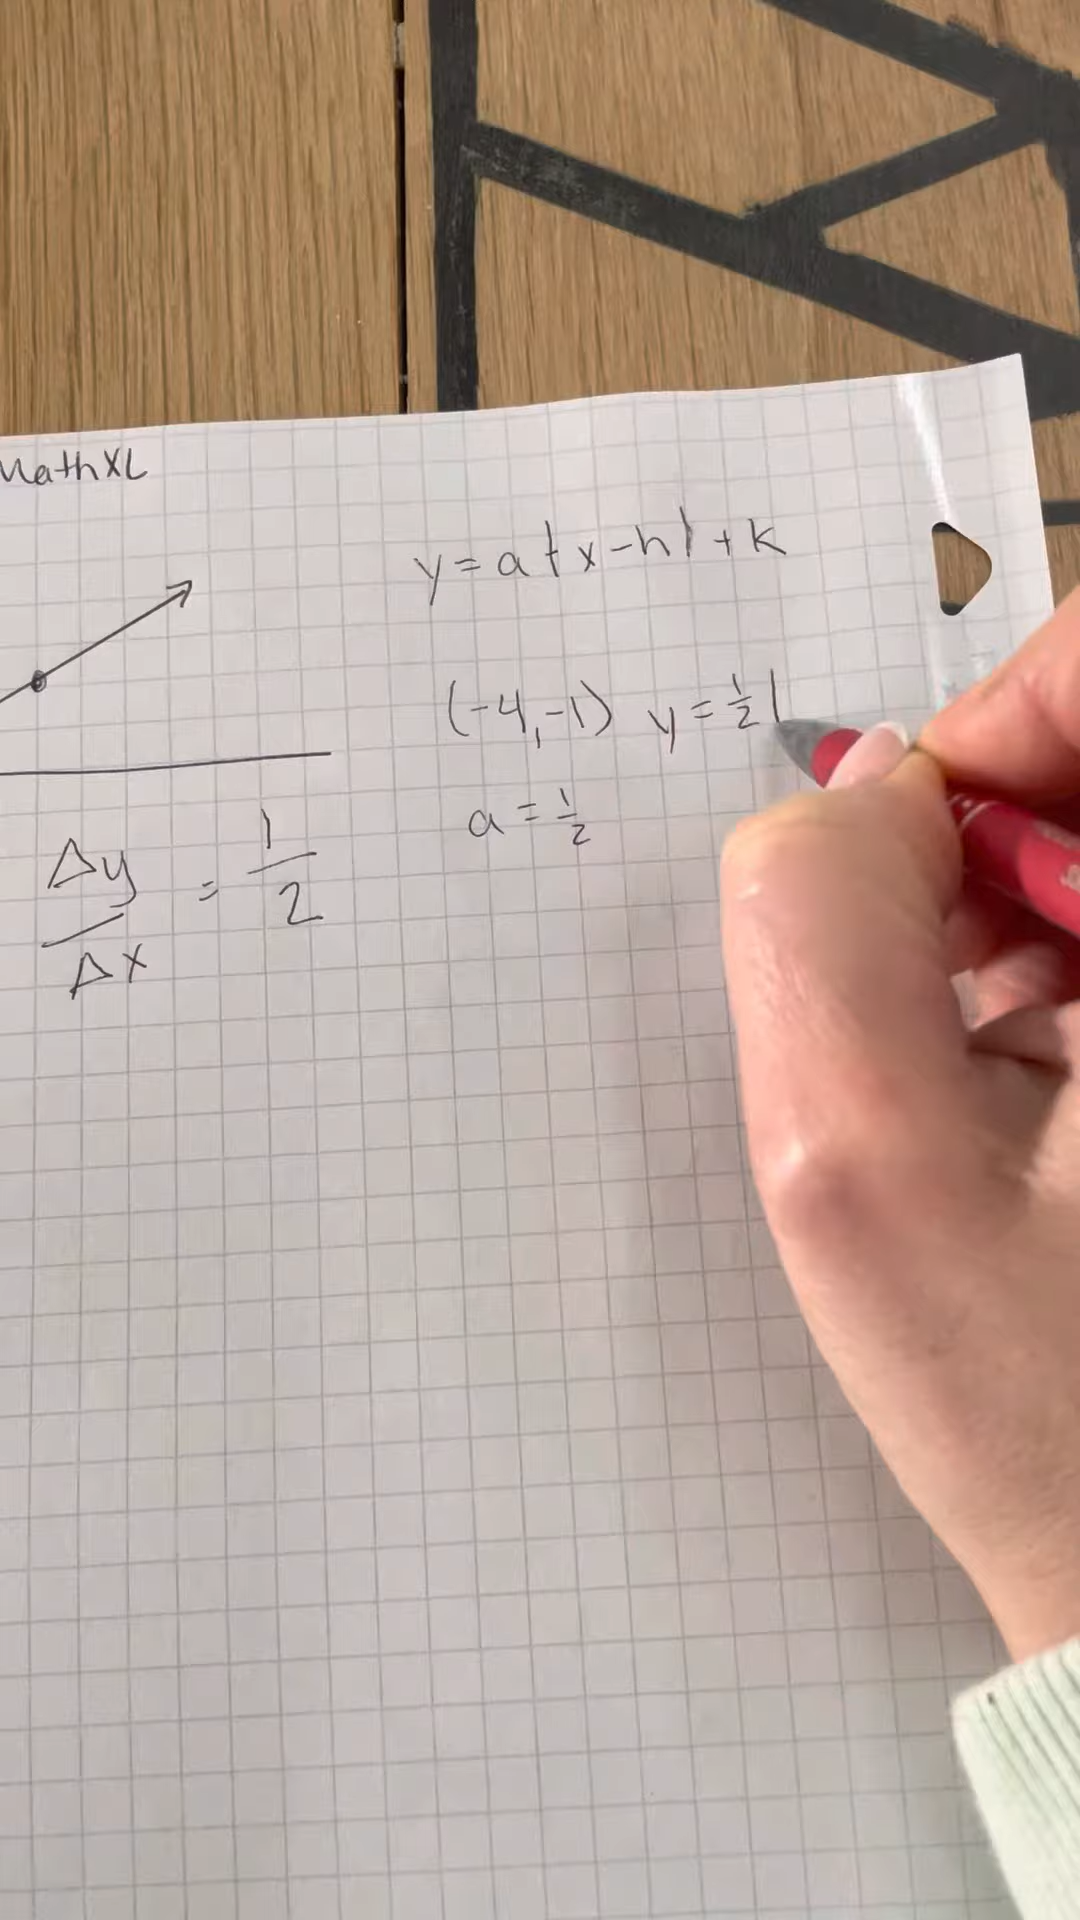 MathXL
y = a|x - h| + k
(-4, -1) y = ½|
a = ½
Δy/Δx = 1/2